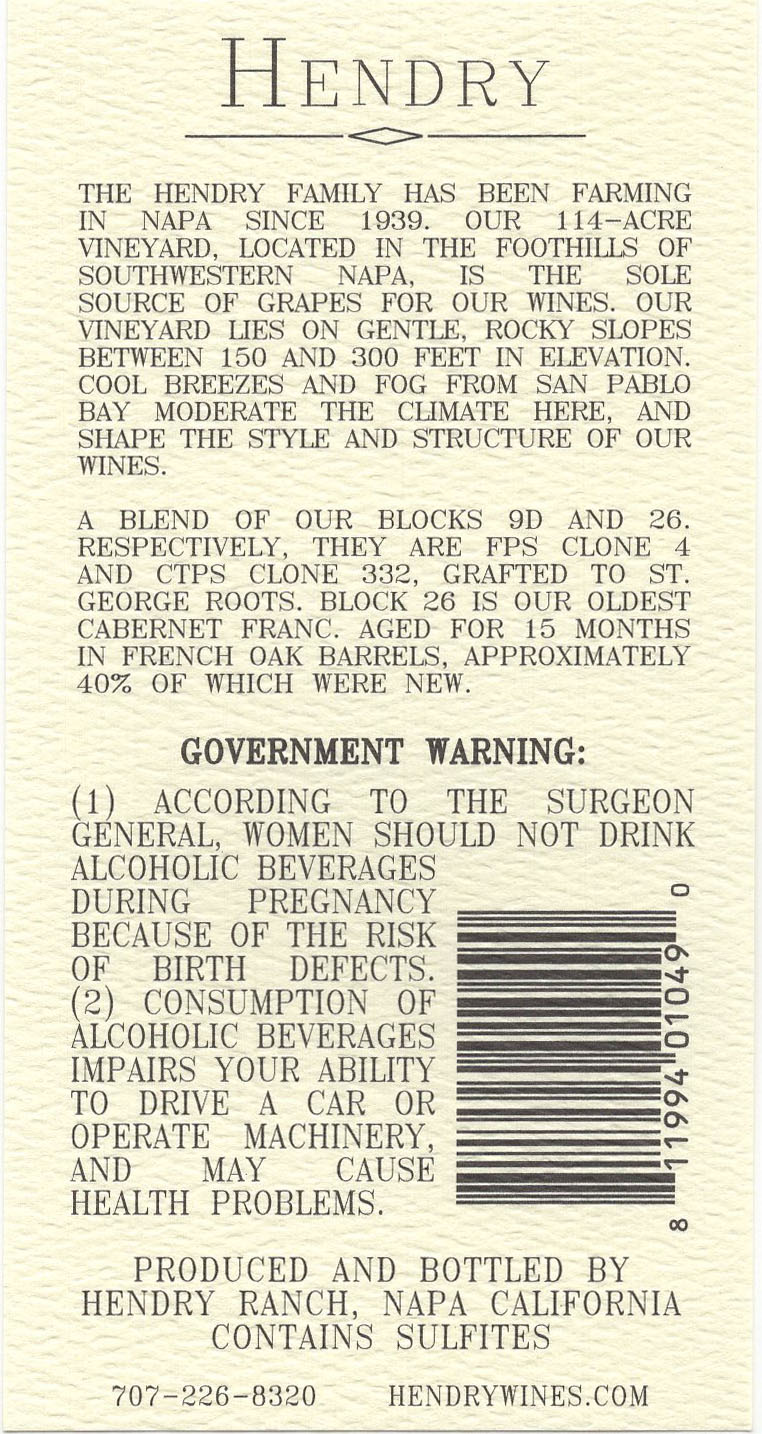 HENDRY
THE HENDRY FAMILY HAS BEEN FARMING
IN NAPA SINCE 1939. OUR 114-ACRE
VINEYARD, LOCATED IN THE FOOTHILLS OF
SOUTHWESTERN NAPA, IS THE SOLE
SOURCE OF GRAPES FOR OUR WINES. OUR
VINEYARD LIES ON GENTLE, ROCKY SLOPES
BETWEEN 150 AND 300 FEET IN ELEVATION.
COOL BREEZES AND FOG FROM SAN PABLO
BAY MODERATE THE CLIMATE HERE, AND
SHAPE THE STYLE AND STRUCTURE OF OUR
WINES.
A BLEND OF OUR BLOCKS 9D AND 26.
RESPECTIVELY, THEY ARE FPS CLONE 4
AND CTPS CLONE 332, GRAFTED TO ST.
GEORGE ROOTS. BLOCK 26 IS OUR OLDEST
CABERNET FRANC. AGED FOR 15 MONTHS
IN FRENCH OAK BARRELS, APPROXIMATELY
40% OF WHICH WERE NEW.
GOVERNMENT WARNING:
(1) ACCORDING TO THE SURGEON
GENERAL, WOMEN SHOULD NOT DRINK
ALCOHOLIC BEVERAGES
DURING PREGNANCY
BECAUSE OF THE RISK
OF BIRTH DEFECTS.
(2) CONSUMPTION OF
ALCOHOLIC BEVERAGES
IMPAIRS YOUR ABILITY
TO DRIVE A CAR OR
OPERATE MACHINERY,
AND MAY CAUSE
HEALTH PROBLEMS.
8 11994 01049 0
PRODUCED AND BOTTLED BY
HENDRY RANCH, NAPA CALIFORNIA
CONTAINS SULFITES
707-226-8320 HENDRYWINES.COM